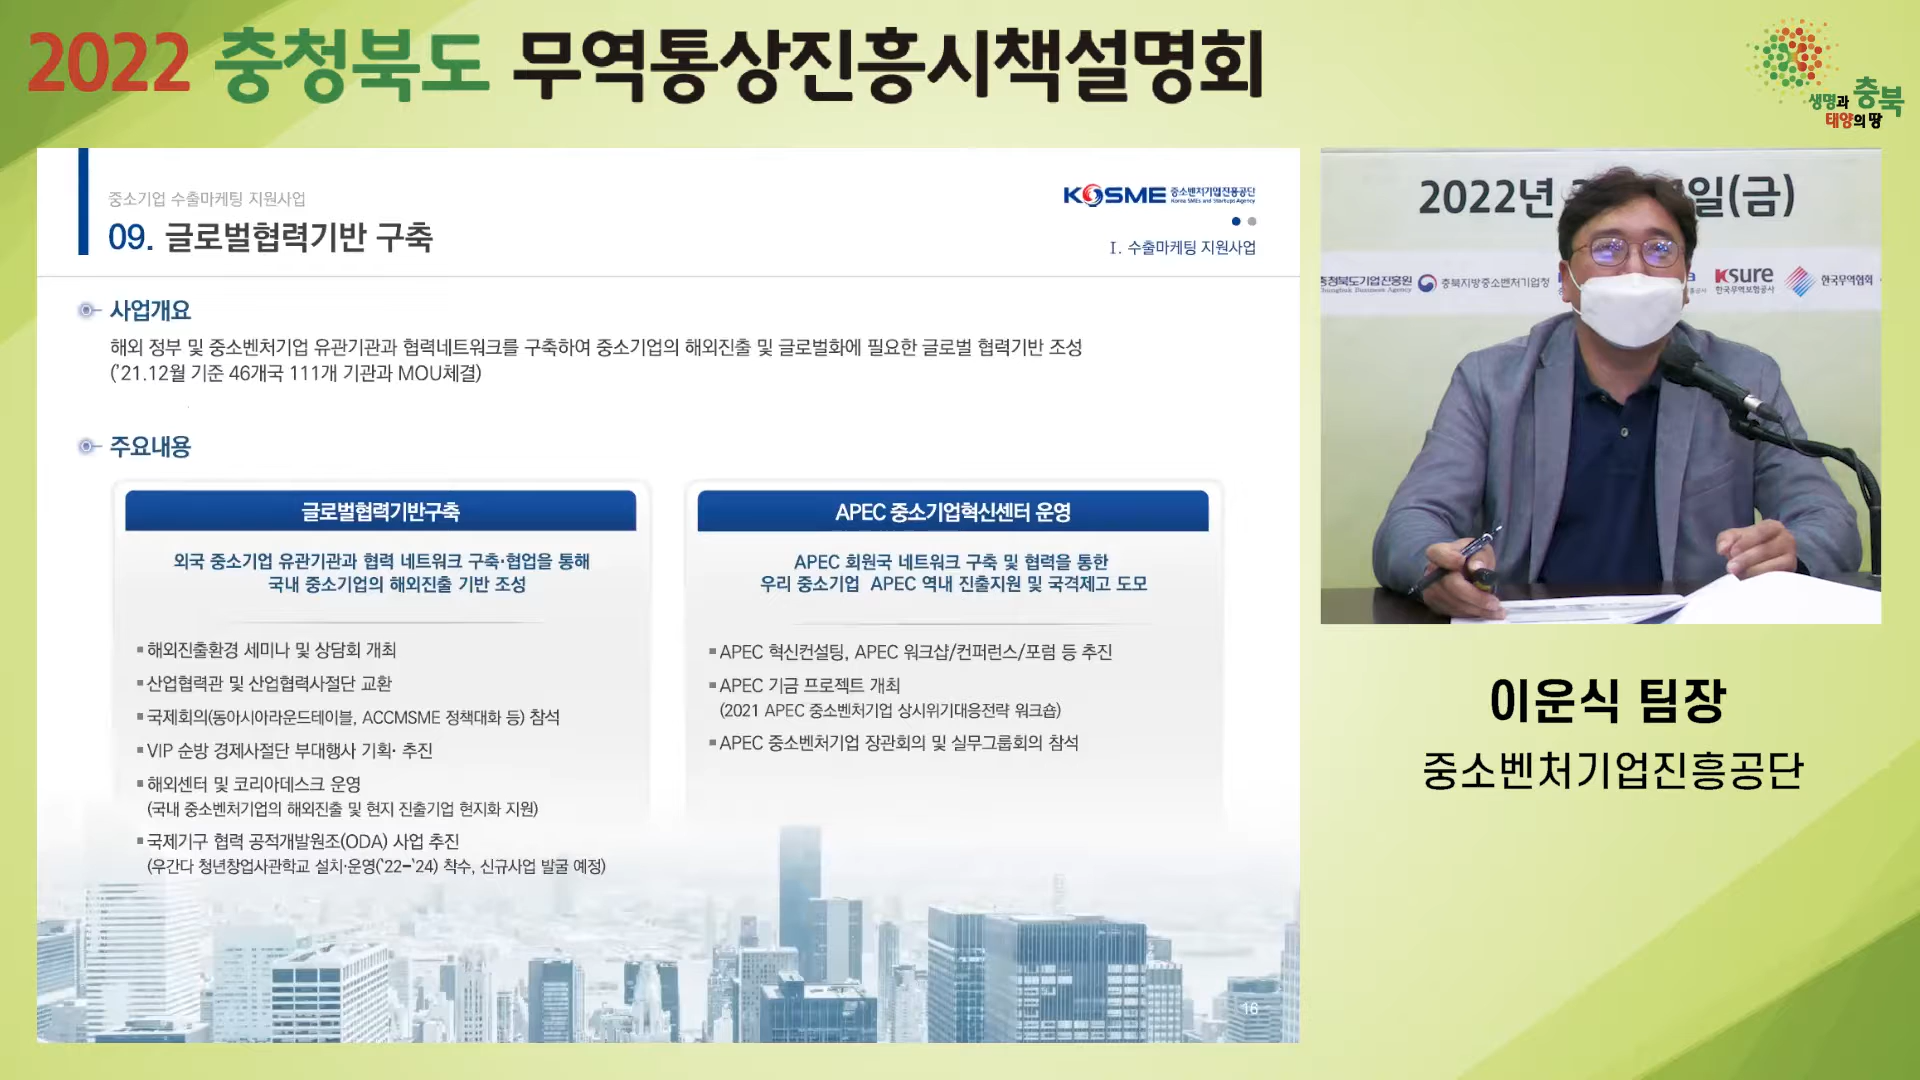 2022 충청북도 무역통상진흥시책설명회
생명과 충북
태양의 땅
중소기업 수출마케팅 지원사업
09. 글로벌협력기반 구축
KOSME 중소벤처기업진흥공단
Korea SMEs and Startups Agency
I. 수출마케팅 지원사업
사업개요
해외 정부 및 중소벤처기업 유관기관과 협력네트워크를 구축하여 중소기업의 해외진출 및 글로벌화에 필요한 글로벌 협력기반 조성
('21.12월 기준 46개국 111개 기관과 MOU체결)
주요내용
글로벌협력기반구축
외국 중소기업 유관기관과 협력 네트워크 구축·협업을 통해
국내 중소기업의 해외진출 기반 조성
▪해외진출환경 세미나 및 상담회 개최
▪산업협력관 및 산업협력사절단 교환
▪국제회의(동아시아라운드테이블, ACCMSME 정책대화 등) 참석
▪VIP 순방 경제사절단 부대행사 기획· 추진
▪해외센터 및 코리아데스크 운영
(국내 중소벤처기업의 해외진출 및 현지 진출기업 현지화 지원)
▪국제기구 협력 공적개발원조(ODA) 사업 추진
(우간다 청년창업사관학교 설치·운영('22~'24) 착수, 신규사업 발굴 예정)
APEC 중소기업혁신센터 운영
APEC 회원국 네트워크 구축 및 협력을 통한
우리 중소기업 APEC 역내 진출지원 및 국격제고 도모
▪APEC 혁신컨설팅, APEC 워크샵/컨퍼런스/포럼 등 추진
▪APEC 기금 프로젝트 개최
(2021 APEC 중소벤처기업 상시위기대응전략 워크숍)
▪APEC 중소벤처기업 장관회의 및 실무그룹회의 참석
16
2022년 일(금)
충청북도기업진흥원
Chungbuk Business Agency
충북지방중소벤처기업청
Ksure
한국무역보험공사
한국무역협회
이운식 팀장
중소벤처기업진흥공단